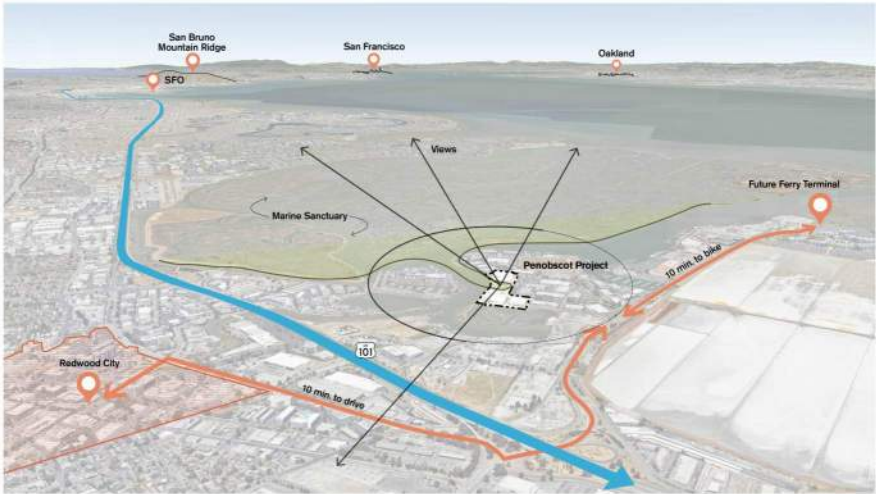 San Bruno
Mountain Ridge
San Francisco
Oakland
SFO
Views
Future Ferry Terminal
Marine Sanctuary
Penobscot Project
10 min. to bike
101
Redwood City
10 min. to drive